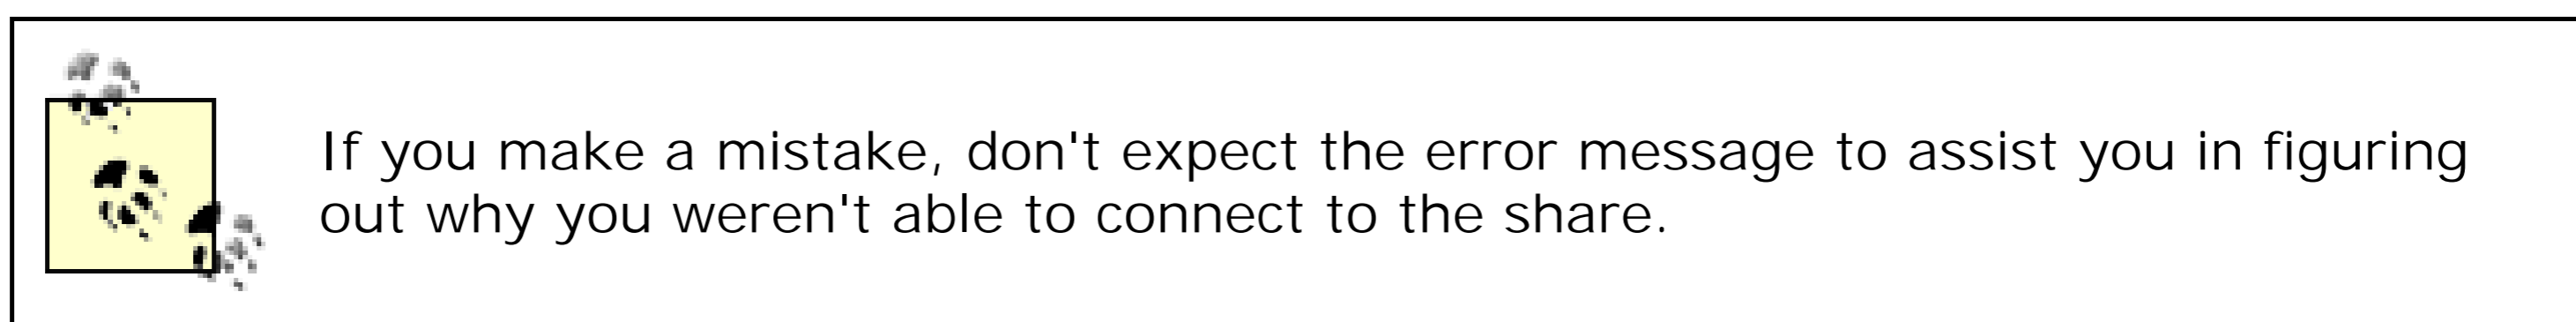 If you make a mistake, don't expect the error message to assist you in figuring
out why you weren't able to connect to the share.